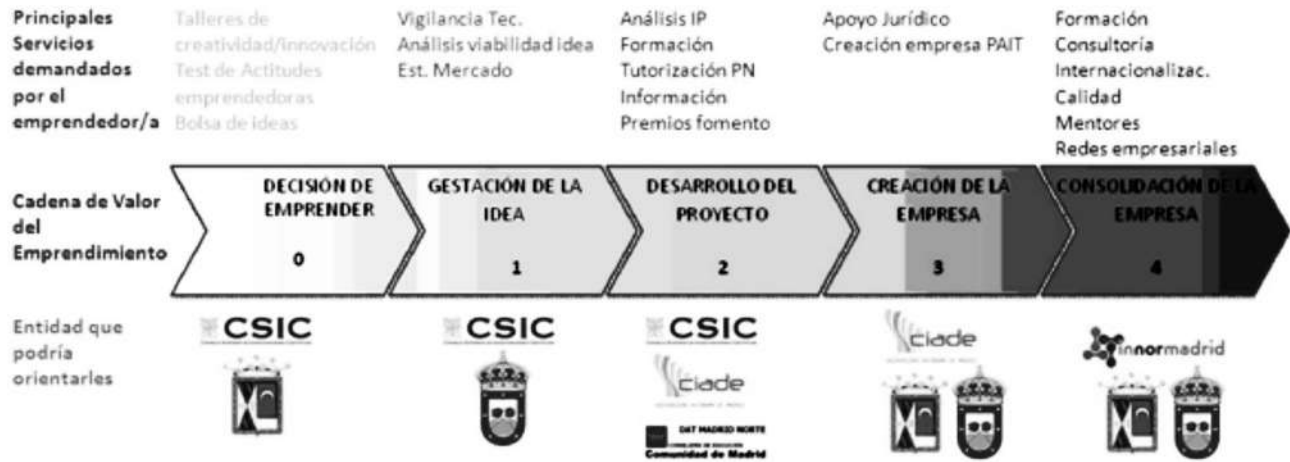 Principales
Servicios
demandados
por el
emprendedor/a
Talleres de
creatividad/innovación
Test de Actitudes
emprendedoras
Bolsa de ideas
Vigilancia Tec.
Análisis viabilidad idea
Est. Mercado
Análisis IP
Formación
Tutorización PN
Información
Premios fomento
Apoyo Jurídico
Creación empresa PAIT
Formación
Consultoría
Internacionalizac.
Calidad
Mentores
Redes empresariales
Cadena de Valor
del
Emprendimiento
DECISIÓN DE
EMPRENDER
0
GESTACIÓN DE LA
IDEA
1
DESARROLLO DEL
PROYECTO
2
CREACIÓN DE LA
EMPRESA
3
CONSOLIDACIÓN DE LA
EMPRESA
4
Entidad que
podría
orientarles
CSIC
CSIC
CSIC
ciade
DAT MADRID NORTE
CONSEJERÍA DE EDUCACIÓN
Comunidad de Madrid
ciade
innormadrid